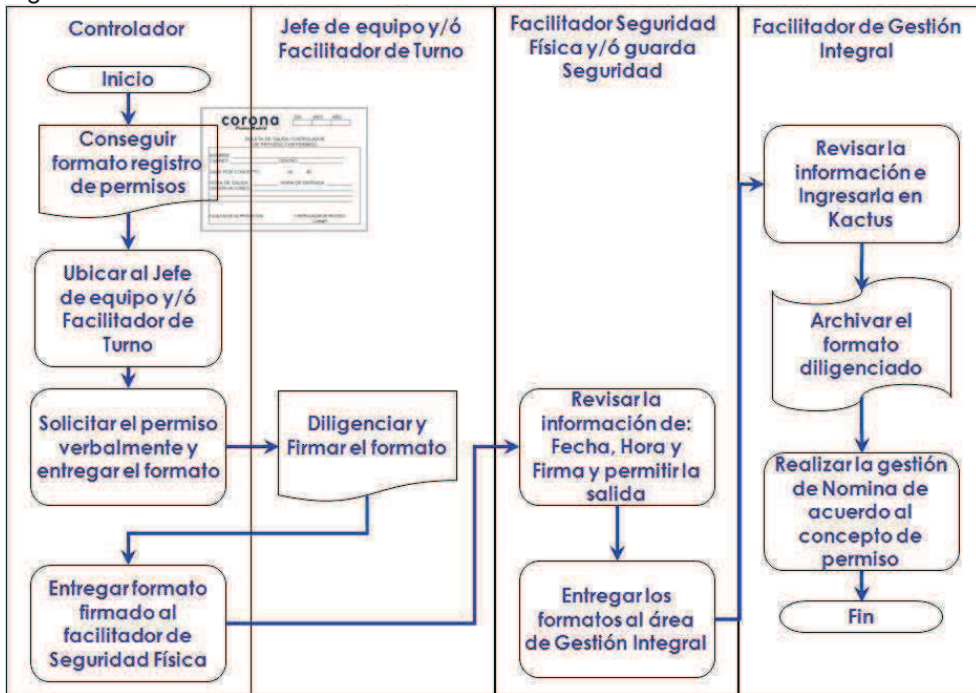 Controlador
Jefe de equipo y/ó
Facilitador de Turno
Facilitador Seguridad
Física y/ó guarda
Seguridad
Facilitador de Gestión
Integral
Inicio
Conseguir
formato registro
de permisos
corona
Ubicar al Jefe
de equipo y/ó
Facilitador de
Turno
Solicitar el permiso
verbalmente y
entregar el formato
Diligenciar y
Firmar el formato
Entregar formato
firmado al
facilitador de
Seguridad Física
Revisar la
información de:
Fecha, Hora y
Firma y permitir la
salida
Entregar los
formatos al área
de Gestión Integral
Revisar la
información e
Ingresarla en
Kactus
Archivar el
formato
diligenciado
Realizar la gestión
de Nomina de
acuerdo al
concepto de
permiso
Fin